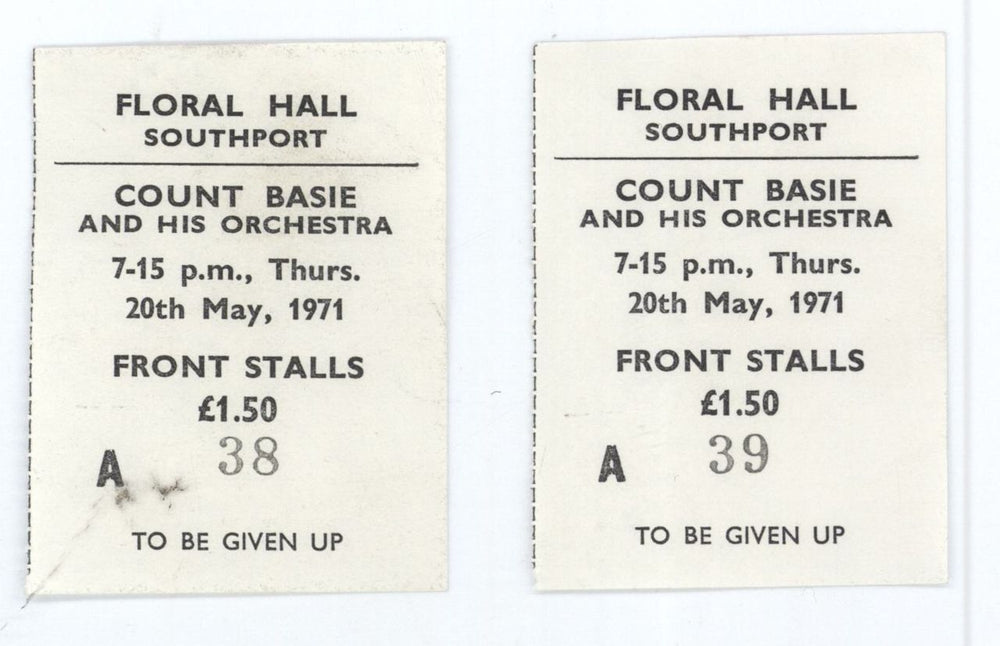 FLORAL HALL
SOUTHPORT
COUNT BASIE
AND HIS ORCHESTRA
7-15 p.m., Thurs.
20th May, 1971
FRONT STALLS
£1.50
A 38
TO BE GIVEN UP
FLORAL HALL
SOUTHPORT
COUNT BASIE
AND HIS ORCHESTRA
7-15 p.m., Thurs.
20th May, 1971
FRONT STALLS
£1.50
A 39
TO BE GIVEN UP